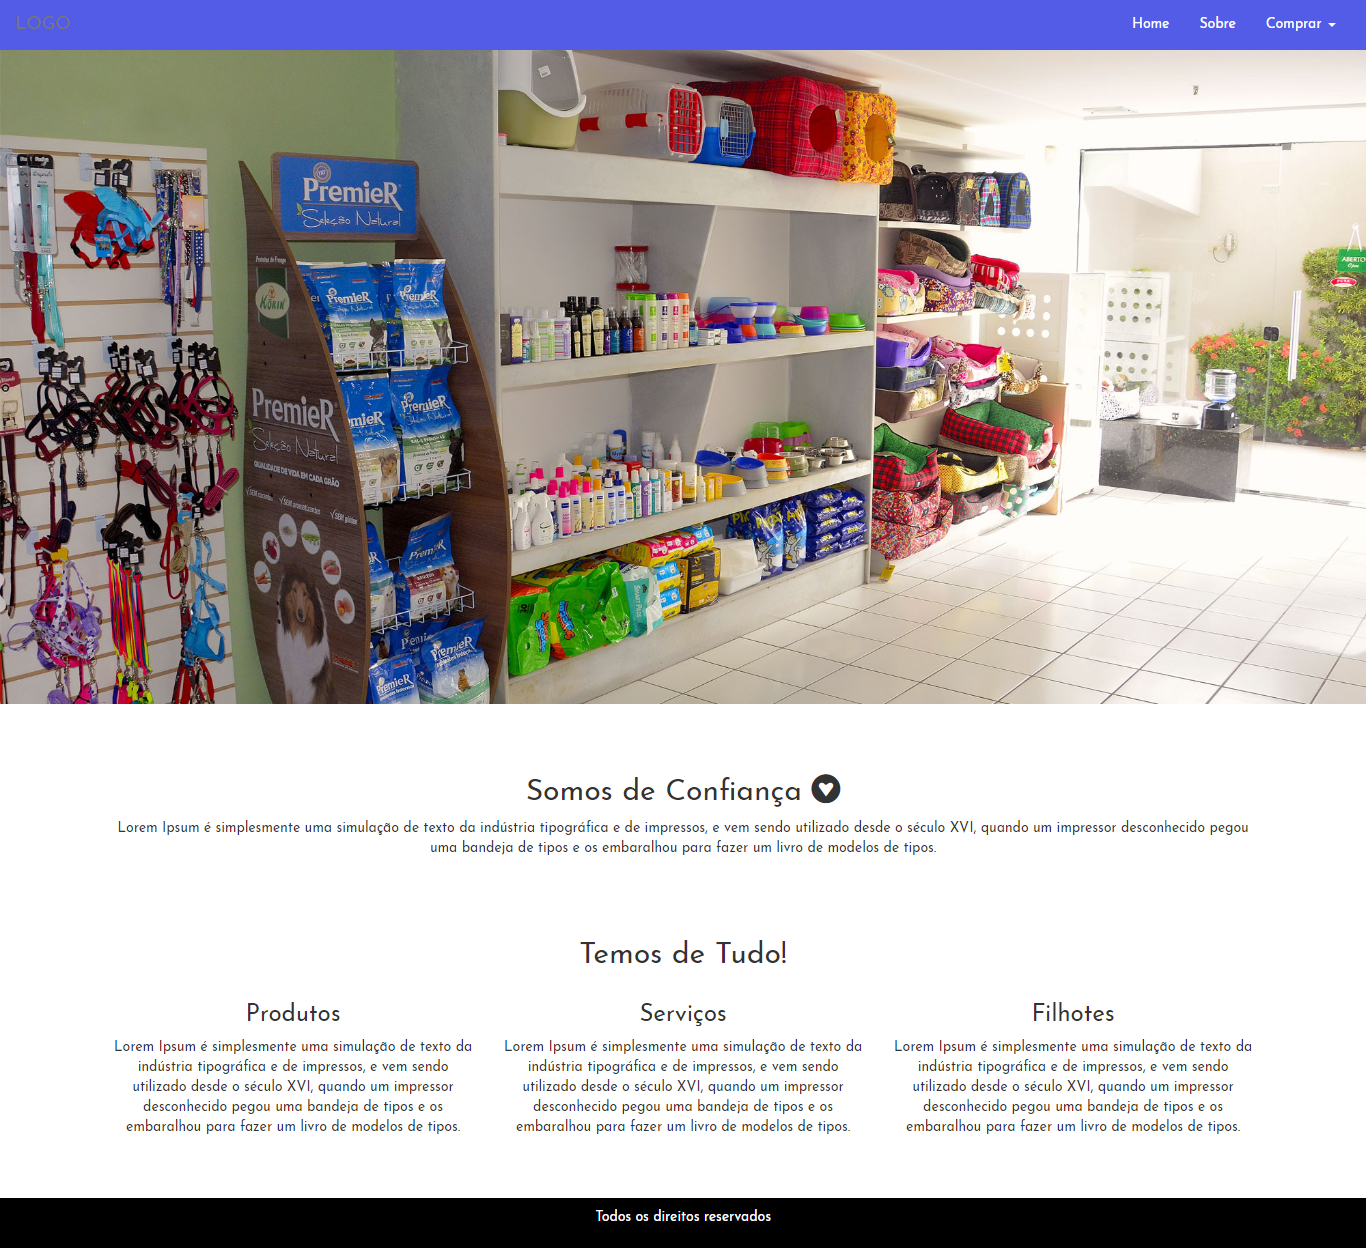 LOGO
Home Sobre Comprar
PremieR
Seleção Natural
KORIN
PremieR
PremieR
PremieR
PremieR
PremieR
Seleção Natural
QUALIDADE DE VIDA EM CADA GRÃO
PremieR
PremieR
PremieR
ABERTO
Somos de Confiança
Lorem Ipsum é simplesmente uma simulação de texto da indústria tipográfica e de impressos, e vem sendo utilizado desde o século XVI, quando um impressor desconhecido pegou
uma bandeja de tipos e os embaralhou para fazer um livro de modelos de tipos.
Temos de Tudo!
Produtos
Lorem Ipsum é simplesmente uma simulação de texto da
indústria tipográfica e de impressos, e vem sendo
utilizado desde o século XVI, quando um impressor
desconhecido pegou uma bandeja de tipos e os
embaralhou para fazer um livro de modelos de tipos.
Serviços
Lorem Ipsum é simplesmente uma simulação de texto da
indústria tipográfica e de impressos, e vem sendo
utilizado desde o século XVI, quando um impressor
desconhecido pegou uma bandeja de tipos e os
embaralhou para fazer um livro de modelos de tipos.
Filhotes
Lorem Ipsum é simplesmente uma simulação de texto da
indústria tipográfica e de impressos, e vem sendo
utilizado desde o século XVI, quando um impressor
desconhecido pegou uma bandeja de tipos e os
embaralhou para fazer um livro de modelos de tipos.
Todos os direitos reservados